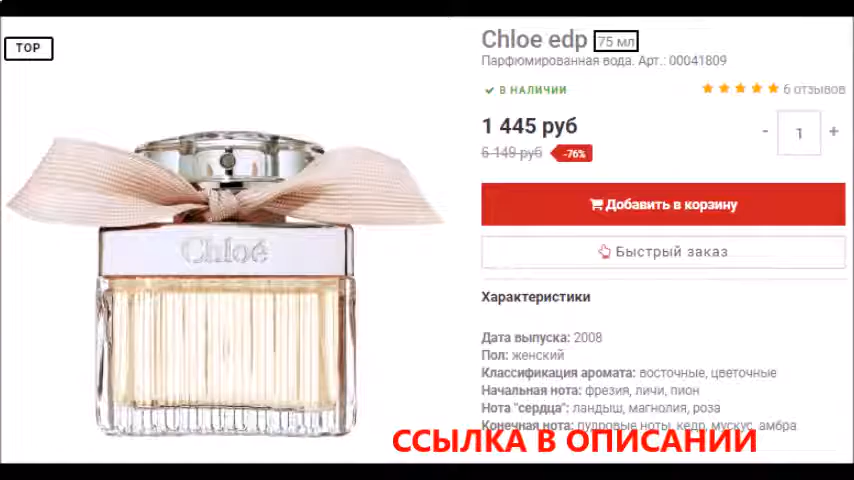 TOP
Chloé
Chloe edp 75 мл
Парфюмированная вода. Арт.: 00041809
В НАЛИЧИИ
6 отзывов
1 445 руб
- 1 +
6 149 руб -76%
Добавить в корзину
Быстрый заказ
Характеристики
Дата выпуска: 2008
Пол: женский
Классификация аромата: восточные, цветочные
Начальная нота: фрезия, личи, пион
Нота "сердца": ландыш, магнолия, роза
Конечная нота: пудровые ноты, кедр, мускус, амбра
ССЫЛКА В ОПИСАНИИ